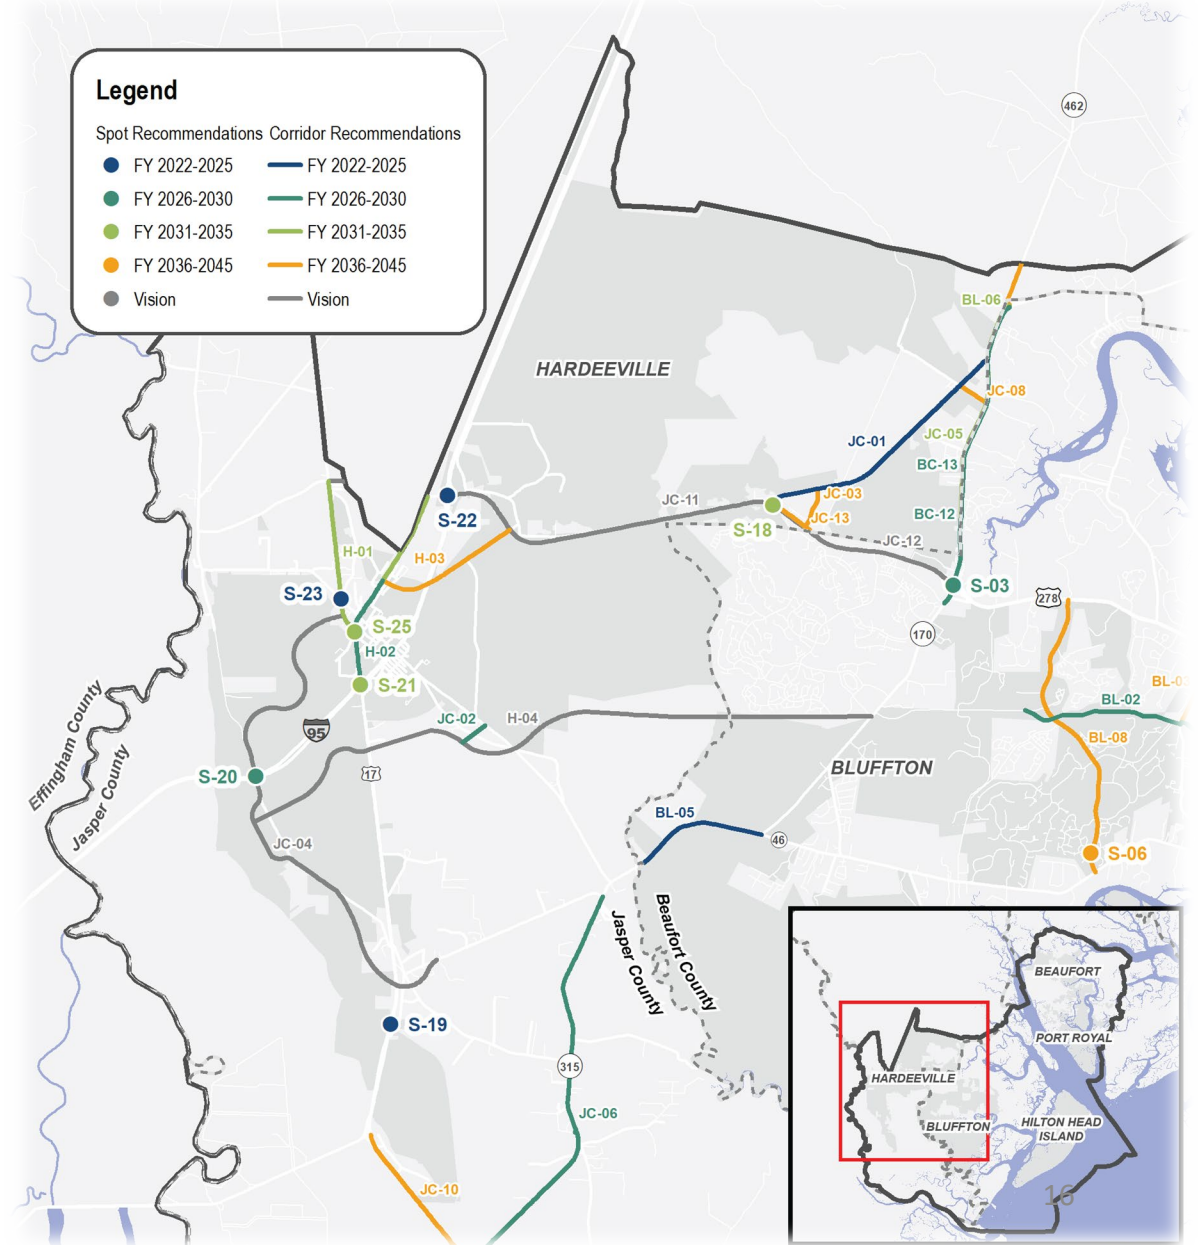 Legend
Spot Recommendations Corridor Recommendations
FY 2022-2025 FY 2022-2025
FY 2026-2030 FY 2026-2030
FY 2031-2035 FY 2031-2035
FY 2036-2045 FY 2036-2045
Vision Vision
462
BL-06
HARDEEVILLE
JC-08
JC-05
JC-01
BC-13
JC-11
JC-03
S-22
S-18
JC-13
BC-12
JC-12
H-01
H-03
S-23
S-03
278
S-25
170
H-02
S-21
BL-02
JC-02
H-04
95
BL-08
17
S-20
BLUFFTON
Effingham County
Jasper County
BL-05
46
JC-04
S-06
Jasper County
Beaufort County
BEAUFORT
S-19
PORT ROYAL
315
HARDEEVILLE
JC-06
BLUFFTON
HILTON HEAD
ISLAND
JC-10
16